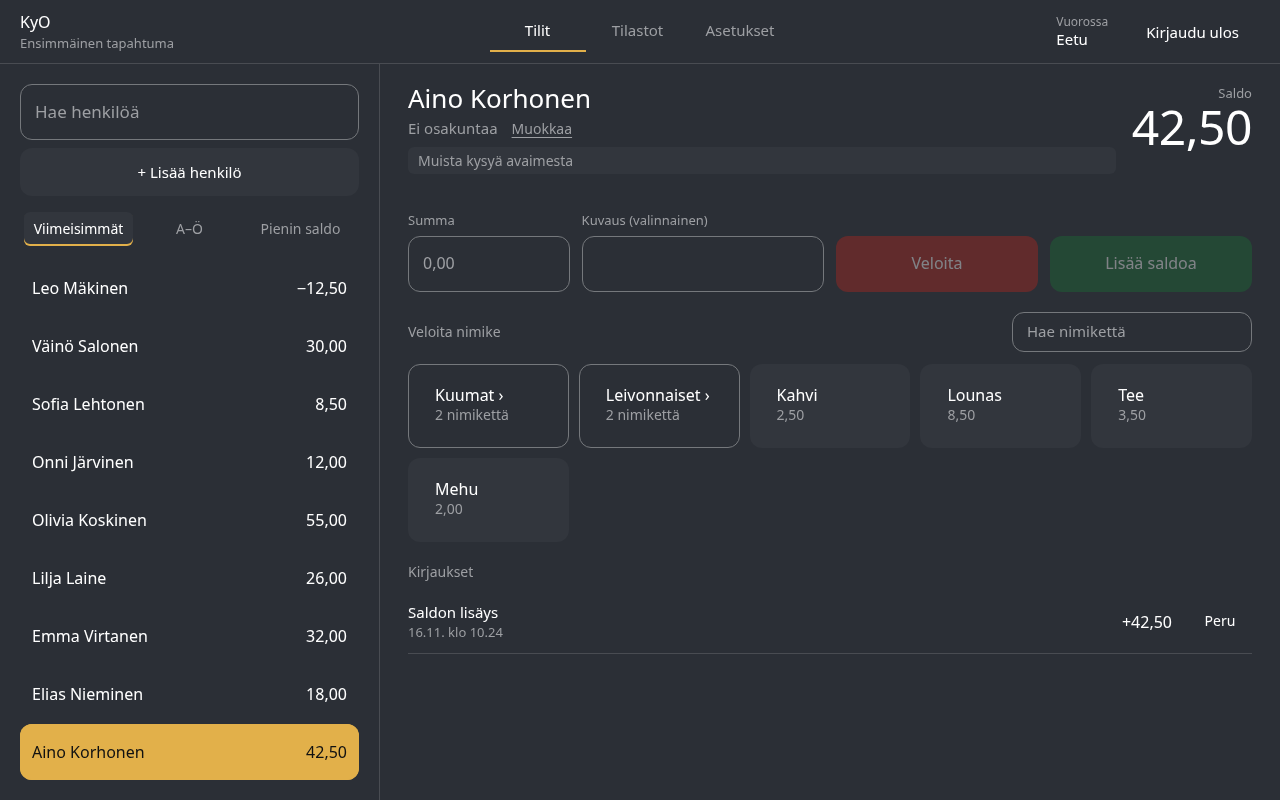 KyO
Ensimmäinen tapahtuma
Tilit
Tilastot
Asetukset
Vuorossa
Eetu
Kirjaudu ulos
Hae henkilöä
+ Lisää henkilö
Viimeisimmät
A–Ö
Pienin saldo
Leo Mäkinen −12,50
Väinö Salonen 30,00
Sofia Lehtonen 8,50
Onni Järvinen 12,00
Olivia Koskinen 55,00
Lilja Laine 26,00
Emma Virtanen 32,00
Elias Nieminen 18,00
Aino Korhonen 42,50
Aino Korhonen
Ei osakuntaa Muokkaa
Muista kysyä avaimesta
Saldo
42,50
Summa
0,00
Kuvaus (valinnainen)
Veloita
Lisää saldoa
Veloita nimike
Hae nimikettä
Kuumat ›
2 nimikettä
Leivonnaiset ›
2 nimikettä
Kahvi
2,50
Lounas
8,50
Tee
3,50
Mehu
2,00
Kirjaukset
Saldon lisäys
16.11. klo 10.24
+42,50
Peru